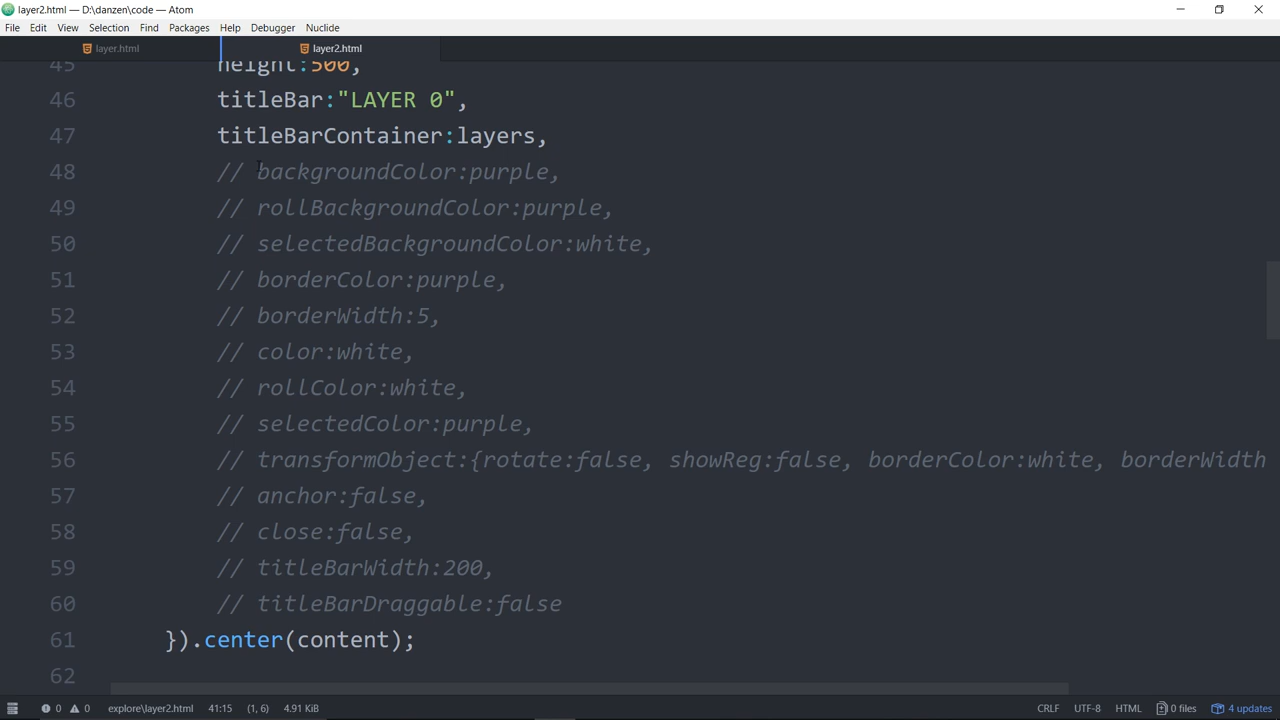 layer2.html — D:\danzen\code — Atom
File Edit View Selection Find Packages Help Debugger Nuclide
layer.html layer2.html
45 height:500,
46 titleBar:"LAYER 0",
47 titleBarContainer:layers,
48 // backgroundColor:purple,
49 // rollBackgroundColor:purple,
50 // selectedBackgroundColor:white,
51 // borderColor:purple,
52 // borderWidth:5,
53 // color:white,
54 // rollColor:white,
55 // selectedColor:purple,
56 // transformObject:{rotate:false, showReg:false, borderColor:white, borderWidth
57 // anchor:false,
58 // close:false,
59 // titleBarWidth:200,
60 // titleBarDraggable:false
61 }).center(content);
62
0 0 explore\layer2.html 41:15 (1, 6) 4.91 KiB CRLF UTF-8 HTML 0 files 4 updates